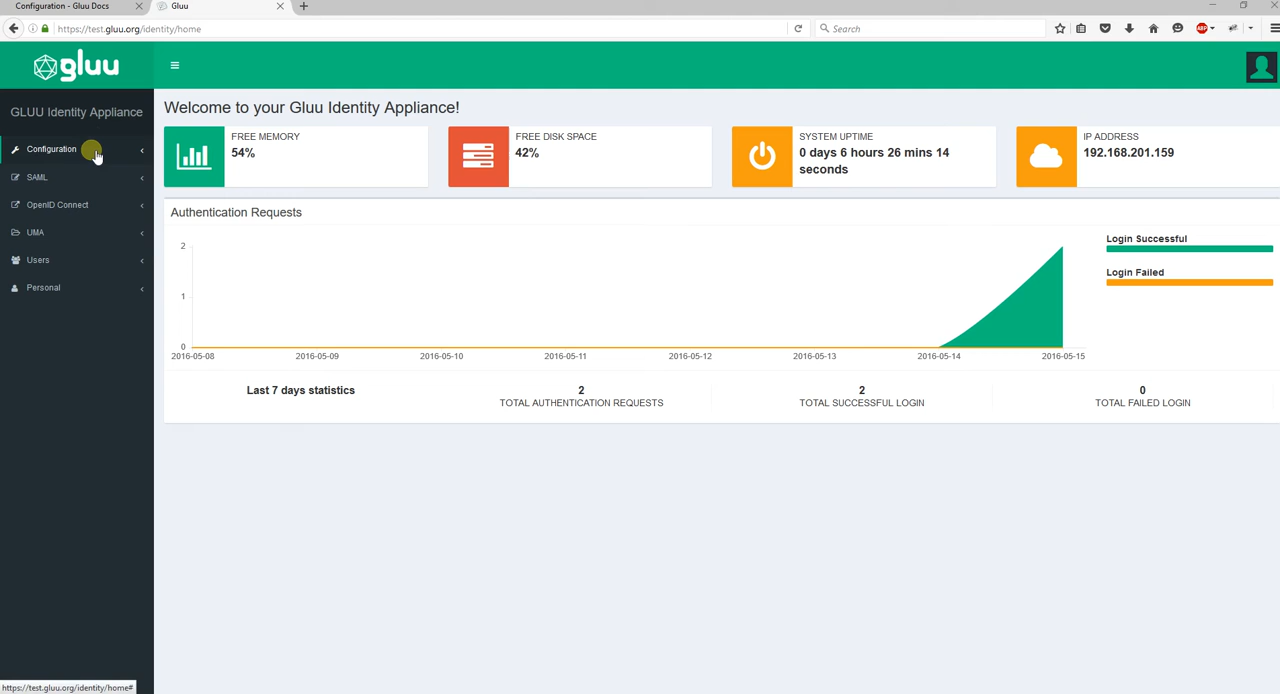 Configuration - Gluu Docs
Gluu
https://test.gluu.org/identity/home
Search
ABP
gluu
GLUU Identity Appliance
Configuration
SAML
OpenID Connect
UMA
Users
Personal
Welcome to your Gluu Identity Appliance!
FREE MEMORY
54%
FREE DISK SPACE
42%
SYSTEM UPTIME
0 days 6 hours 26 mins 14
seconds
IP ADDRESS
192.168.201.159
Authentication Requests
2
1
0
2016-05-08 2016-05-09 2016-05-10 2016-05-11 2016-05-12 2016-05-13 2016-05-14 2016-05-15
Login Successful
Login Failed
Last 7 days statistics
2
TOTAL AUTHENTICATION REQUESTS
2
TOTAL SUCCESSFUL LOGIN
0
TOTAL FAILED LOGIN
https://test.gluu.org/identity/home#